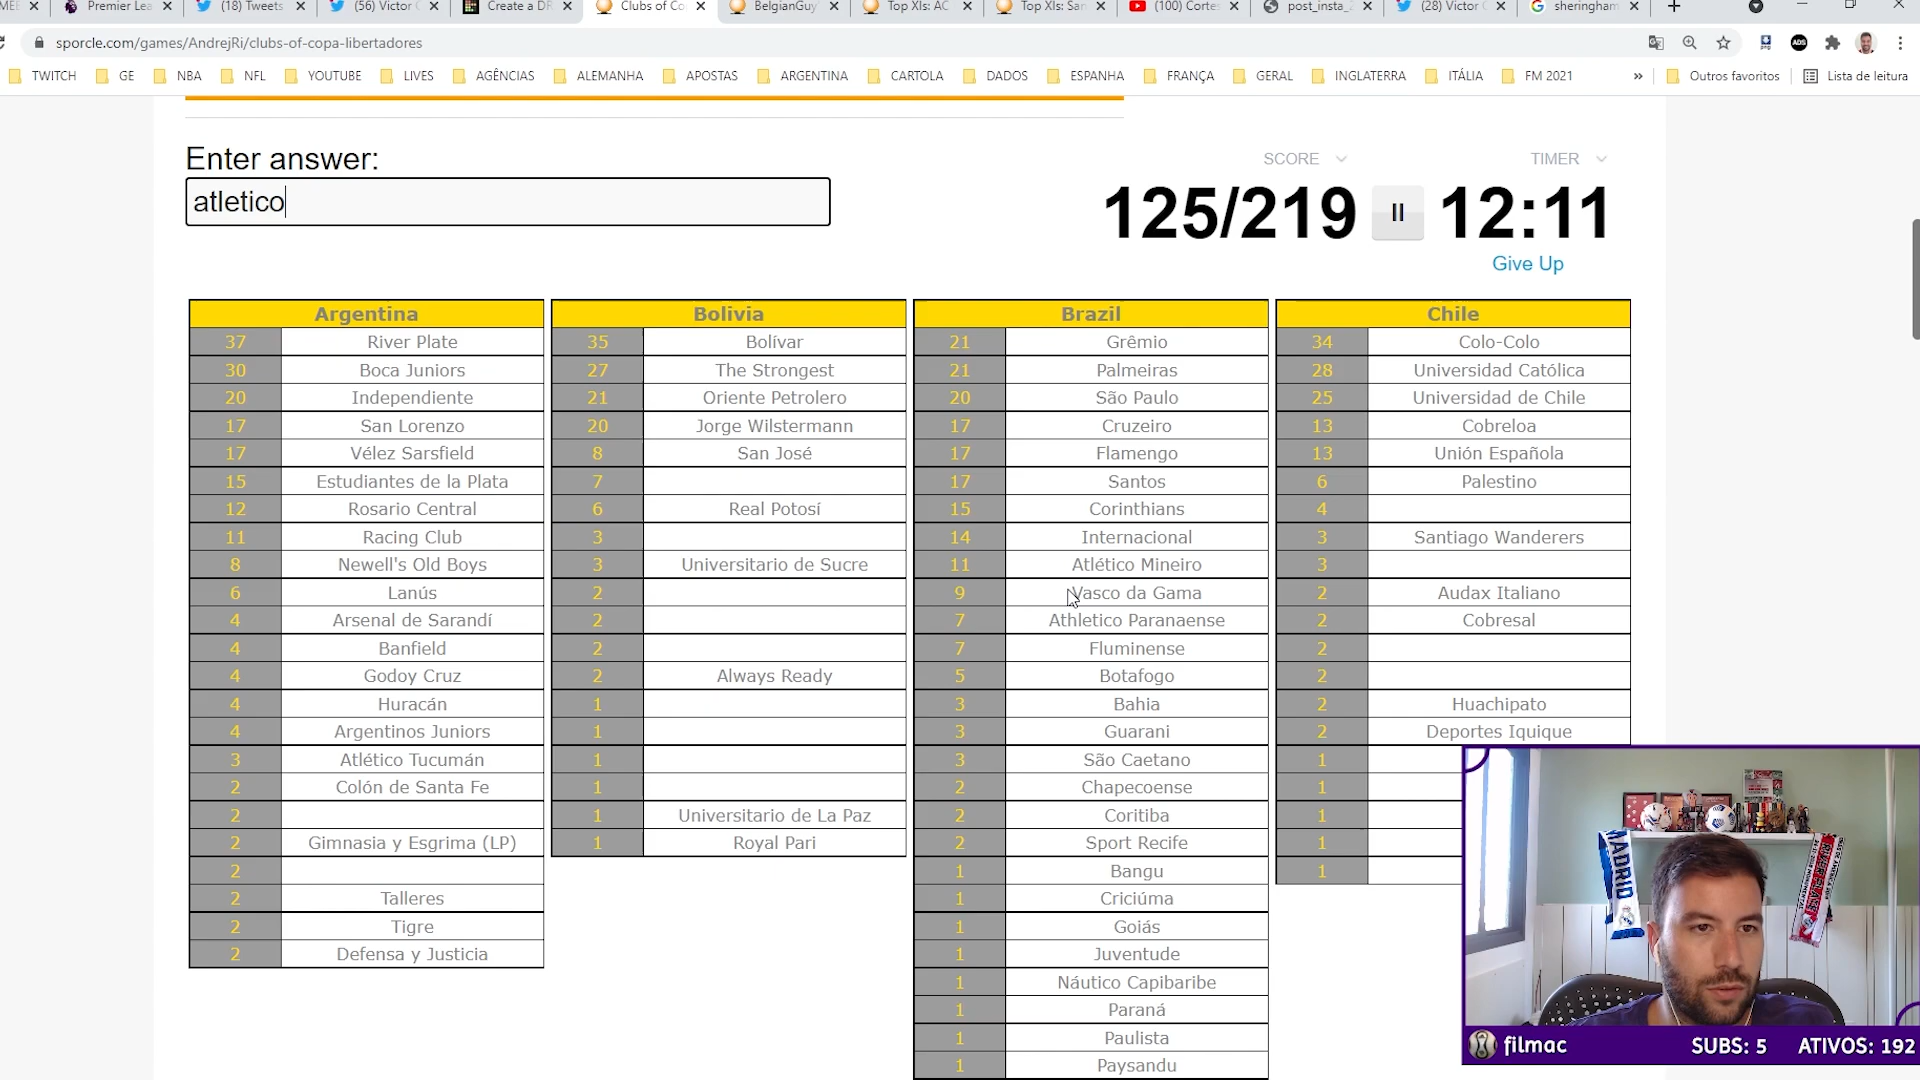 MEE Premier Lea (18) Tweets (56) Victor C Create a DR Clubs of Co BelgianGuy Top XIs: AC Top XIs: San (100) Cortes post_insta_2 (28) Victor C sheringham
sporcle.com/games/AndrejRi/clubs-of-copa-libertadores
TWITCH GE NBA NFL YOUTUBE LIVES AGÊNCIAS ALEMANHA APOSTAS ARGENTINA CARTOLA DADOS ESPANHA FRANÇA GERAL INGLATERRA ITÁLIA FM 2021 » Outros favoritos Lista de leitura
Enter answer:
SCORE TIMER
atletico
125/219 12:11
Give Up
Argentina Bolivia Brazil Chile
37 River Plate 35 Bolívar 21 Grêmio 34 Colo-Colo
30 Boca Juniors 27 The Strongest 21 Palmeiras 28 Universidad Católica
20 Independiente 21 Oriente Petrolero 20 São Paulo 25 Universidad de Chile
17 San Lorenzo 20 Jorge Wilstermann 17 Cruzeiro 13 Cobreloa
17 Vélez Sarsfield 8 San José 17 Flamengo 13 Unión Española
15 Estudiantes de la Plata 7 17 Santos 6 Palestino
12 Rosario Central 6 Real Potosí 15 Corinthians 4
11 Racing Club 3 14 Internacional 3 Santiago Wanderers
8 Newell's Old Boys 3 Universitario de Sucre 11 Atlético Mineiro 3
6 Lanús 2 9 Vasco da Gama 2 Audax Italiano
4 Arsenal de Sarandí 2 7 Athletico Paranaense 2 Cobresal
4 Banfield 2 7 Fluminense 2
4 Godoy Cruz 2 Always Ready 5 Botafogo 2
4 Huracán 1 3 Bahia 2 Huachipato
4 Argentinos Juniors 1 3 Guarani 2 Deportes Iquique
3 Atlético Tucumán 1 3 São Caetano 1
2 Colón de Santa Fe 1 2 Chapecoense 1
2 1 Universitario de La Paz 2 Coritiba 1
2 Gimnasia y Esgrima (LP) 1 Royal Pari 2 Sport Recife 1
2 1 Bangu 1
2 Talleres 1 Criciúma
2 Tigre 1 Goiás
2 Defensa y Justicia 1 Juventude
1 Náutico Capibaribe
1 Paraná
1 Paulista
1 Paysandu
MADRID
filmac SUBS: 5 ATIVOS: 192